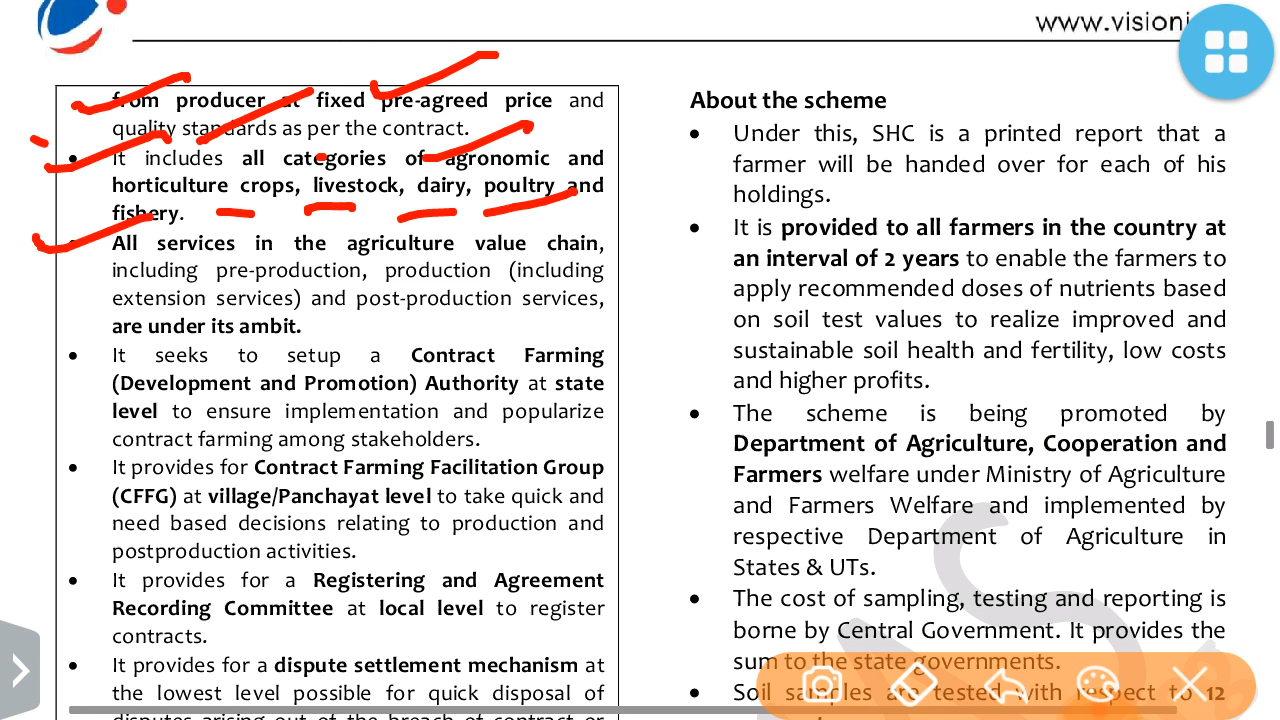 www.visioni
from producer at fixed pre-agreed price and
quality standards as per the contract.
• It includes all categories of agronomic and
horticulture crops, livestock, dairy, poultry and
fishery.
• All services in the agriculture value chain,
including pre-production, production (including
extension services) and post-production services,
are under its ambit.
• It seeks to setup a Contract Farming
(Development and Promotion) Authority at state
level to ensure implementation and popularize
contract farming among stakeholders.
• It provides for Contract Farming Facilitation Group
(CFFG) at village/Panchayat level to take quick and
need based decisions relating to production and
postproduction activities.
• It provides for a Registering and Agreement
Recording Committee at local level to register
contracts.
• It provides for a dispute settlement mechanism at
the lowest level possible for quick disposal of
disputes arising out of the breach of contract or
About the scheme
• Under this, SHC is a printed report that a
farmer will be handed over for each of his
holdings.
• It is provided to all farmers in the country at
an interval of 2 years to enable the farmers to
apply recommended doses of nutrients based
on soil test values to realize improved and
sustainable soil health and fertility, low costs
and higher profits.
• The scheme is being promoted by
Department of Agriculture, Cooperation and
Farmers welfare under Ministry of Agriculture
and Farmers Welfare and implemented by
respective Department of Agriculture in
States & UTs.
• The cost of sampling, testing and reporting is
borne by Central Government. It provides the
sum to the state governments.
• Soil samples are tested with respect to 12